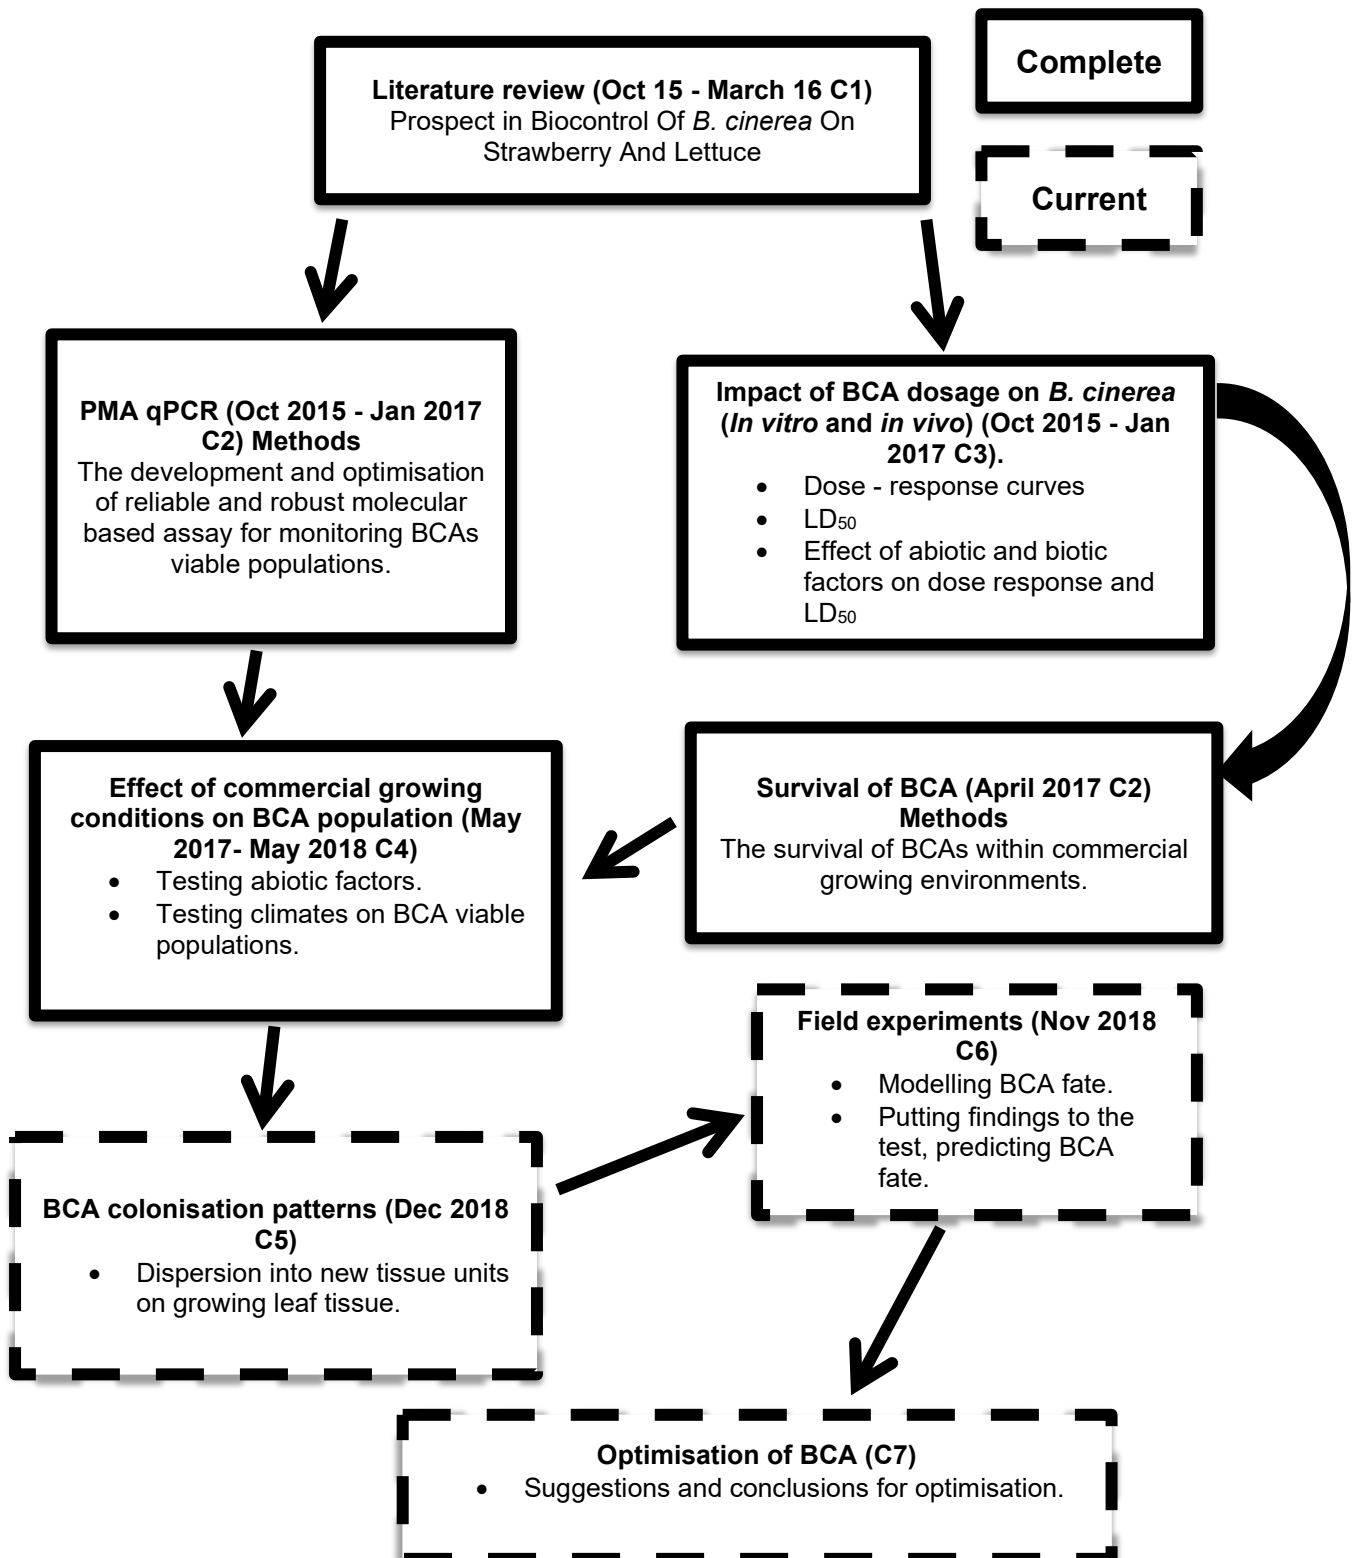 Complete
Current
Literature review (Oct 15 - March 16 C1)
Prospect in Biocontrol Of B. cinerea On
Strawberry And Lettuce
PMA qPCR (Oct 2015 - Jan 2017
C2) Methods
The development and optimisation
of reliable and robust molecular
based assay for monitoring BCAs
viable populations.
Impact of BCA dosage on B. cinerea
(In vitro and in vivo) (Oct 2015 - Jan
2017 C3).
• Dose - response curves
• LD50
• Effect of abiotic and biotic
factors on dose response and
LD50
Effect of commercial growing
conditions on BCA population (May
2017- May 2018 C4)
• Testing abiotic factors.
• Testing climates on BCA viable
populations.
Survival of BCA (April 2017 C2)
Methods
The survival of BCAs within commercial
growing environments.
Field experiments (Nov 2018
C6)
• Modelling BCA fate.
• Putting findings to the
test, predicting BCA
fate.
BCA colonisation patterns (Dec 2018
C5)
• Dispersion into new tissue units
on growing leaf tissue.
Optimisation of BCA (C7)
• Suggestions and conclusions for optimisation.